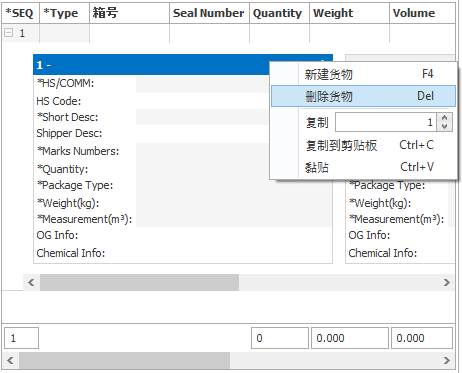 *SEQ *Type 箱号 Seal Number Quantity Weight Volume
1
1 -
*HS/COMM:
HS Code:
*Short Desc:
Shipper Desc:
*Marks Numbers:
*Quantity:
*Package Type:
*Weight(kg):
*Measurement(m³):
OG Info:
Chemical Info:
新建货物 F4
删除货物 Del
复制 1
复制到剪贴板 Ctrl+C
黏贴 Ctrl+V
*Package Type:
*Weight(kg):
*Measurement(m³):
OG Info:
Chemical Info:
1 0 0.000 0.000